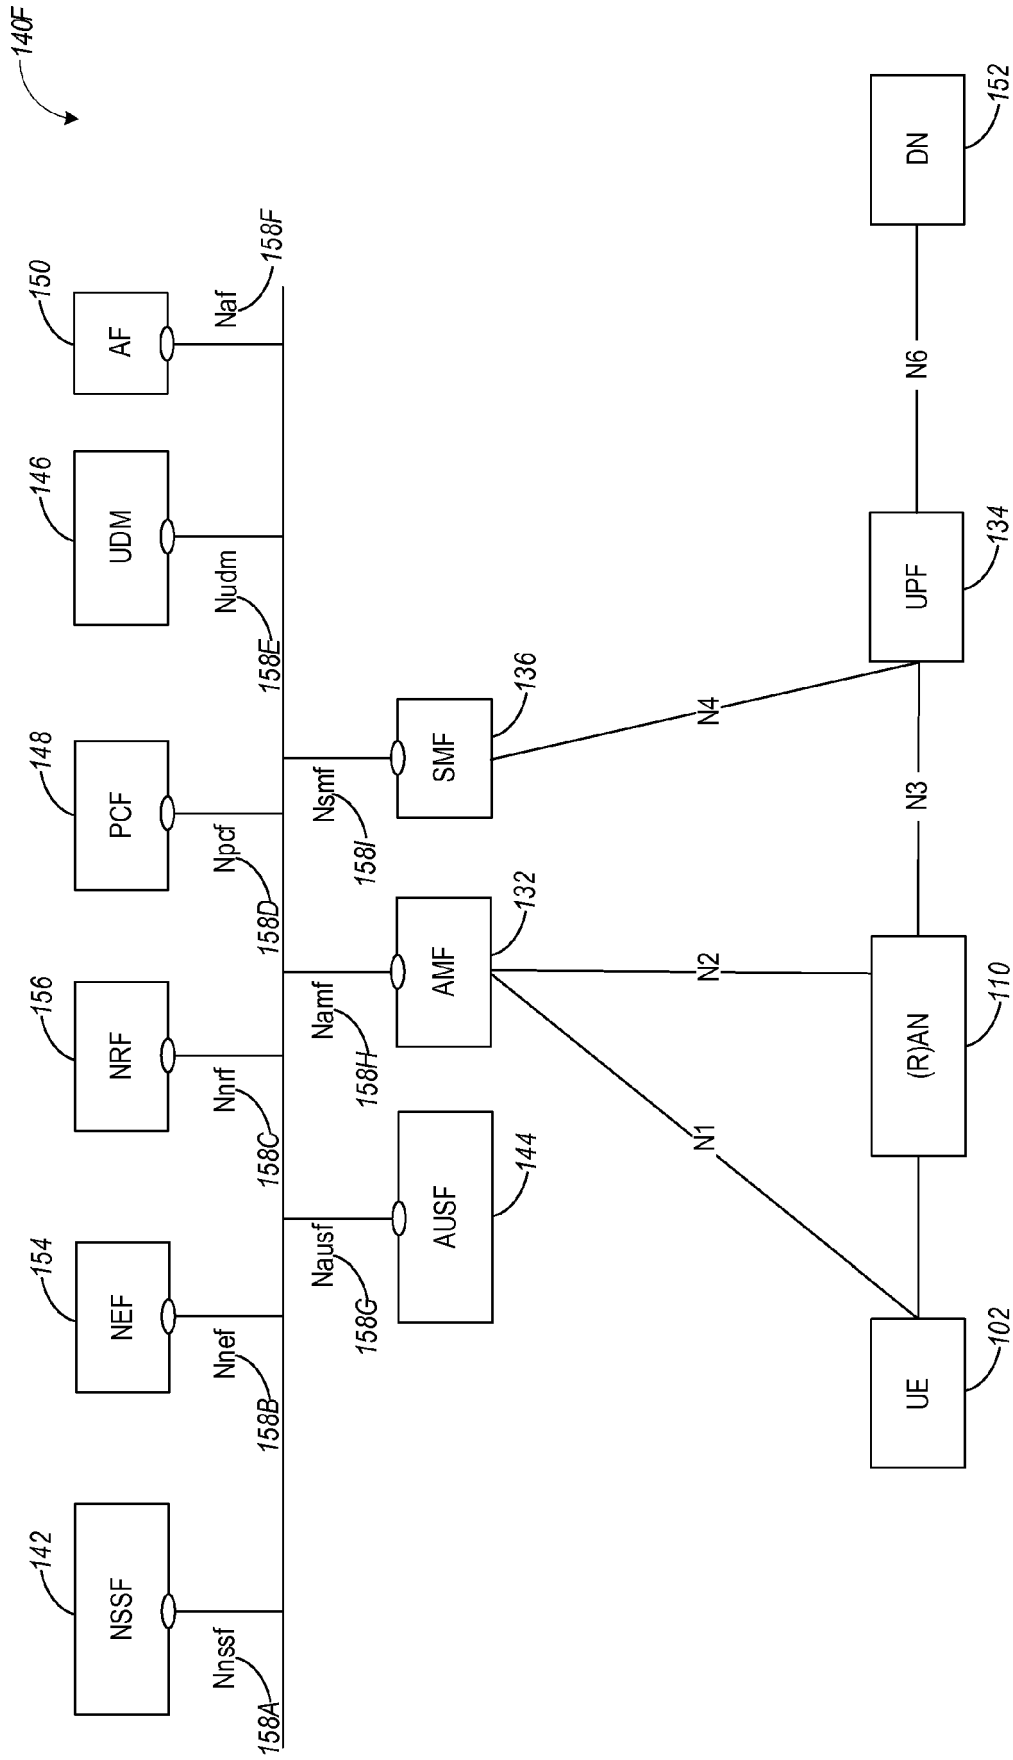 140F
142
154
156
148
146
150
NSSF
NEF
NRF
PCF
UDM
AF
Nnssf
Nnef
Nnrf
Npcf
Nudm
Naf
158A
158B
158C
158D
158E
158F
Nausf
Namf
Nsmf
158G
158H
158I
AUSF
AMF
SMF
144
132
136
N1
N2
N4
UE
(R)AN
N3
UPF
N6
DN
102
110
134
152